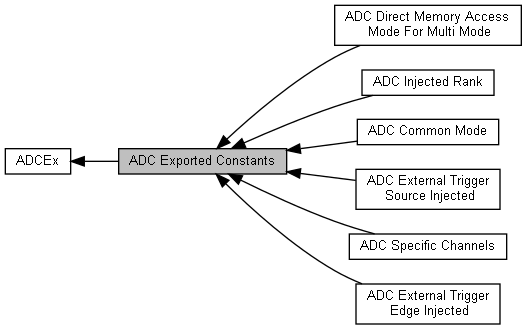 ADC Direct Memory Access
Mode For Multi Mode
ADC Injected Rank
ADC Common Mode
ADCEx
ADC Exported Constants
ADC External Trigger
Source Injected
ADC Specific Channels
ADC External Trigger
Edge Injected